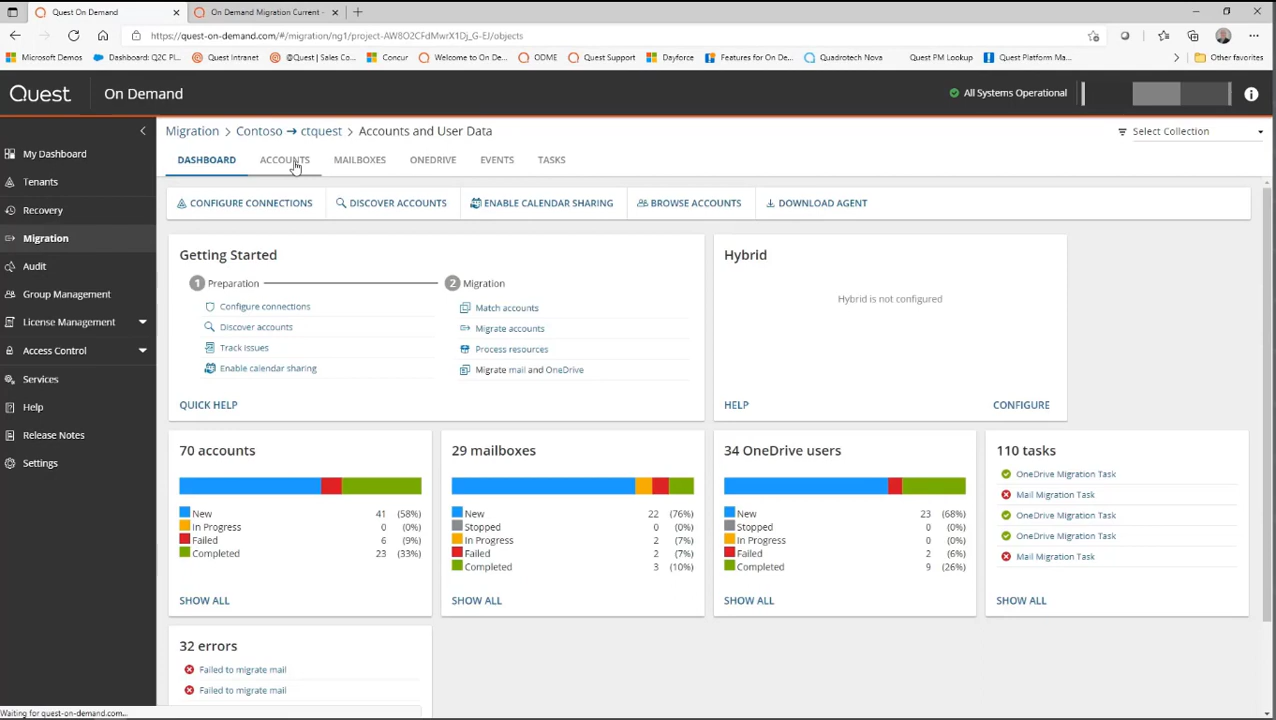 Quest On Demand
On Demand Migration Current -
https://quest-on-demand.com/#/migration/ng1/project-AW8O2CFdMwrX1Dj_G-EJ/objects
Microsoft Demos
Dashboard: Q2C Pl...
Quest Intranet
@Quest | Sales Co...
Concur
Welcome to On De...
ODME
Quest Support
Dayforce
Features for On De...
Quadrotech Nova
Quest PM Lookup
Quest Platform Ma...
Other favorites
Quest On Demand
All Systems Operational
Migration > Contoso → ctquest > Accounts and User Data
Select Collection
My Dashboard
Tenants
Recovery
Migration
Audit
Group Management
License Management
Access Control
Services
Help
Release Notes
Settings
DASHBOARD
ACCOUNTS
MAILBOXES
ONEDRIVE
EVENTS
TASKS
CONFIGURE CONNECTIONS
DISCOVER ACCOUNTS
ENABLE CALENDAR SHARING
BROWSE ACCOUNTS
DOWNLOAD AGENT
Getting Started
1 Preparation
Configure connections
Discover accounts
Track issues
Enable calendar sharing
2 Migration
Match accounts
Migrate accounts
Process resources
Migrate mail and OneDrive
QUICK HELP
Hybrid
Hybrid is not configured
HELP
CONFIGURE
70 accounts
New 41 (58%)
In Progress 0 (0%)
Failed 6 (9%)
Completed 23 (33%)
SHOW ALL
29 mailboxes
New 22 (76%)
Stopped 0 (0%)
In Progress 2 (7%)
Failed 2 (7%)
Completed 3 (10%)
SHOW ALL
34 OneDrive users
New 23 (68%)
Stopped 0 (0%)
In Progress 0 (0%)
Failed 2 (6%)
Completed 9 (26%)
SHOW ALL
110 tasks
OneDrive Migration Task
Mail Migration Task
OneDrive Migration Task
OneDrive Migration Task
Mail Migration Task
SHOW ALL
32 errors
Failed to migrate mail
Failed to migrate mail
Waiting for quest-on-demand.com...